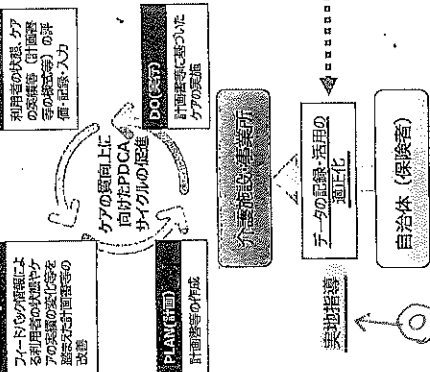 フィードバック情報によ
る利用者の状態やケ
アの実績の変化等を
踏まえた計画書等の
改善
利用者の状態、ケア
の実績等（計画書
等の様式等）の評
価・記録・入力
ケアの質向上に
向けたPDCA
サイクルの促進
PLAN（計画）
計画書等の作成
DO（実行）
計画書等に基づいた
ケアの実施
介護施設・事業所
データの記録・活用の
適正化
実地指導
自治体（保険者）